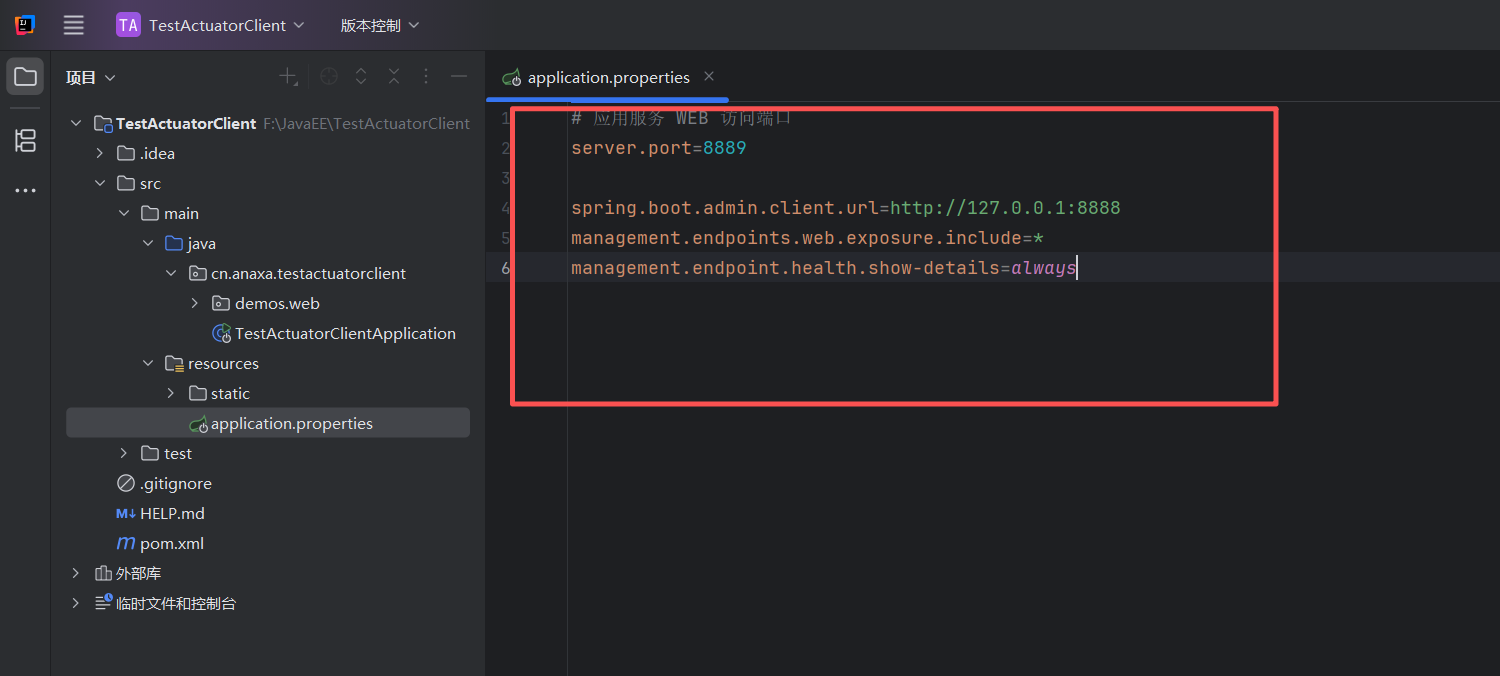 TA TestActuatorClient 版本控制
项目
application.properties
TestActuatorClient F:\JavaEE\TestActuatorClient
.idea
src
main
java
cn.anaxa.testactuatorclient
demos.web
TestActuatorClientApplication
resources
static
application.properties
test
.gitignore
M↓ HELP.md
m pom.xml
外部库
临时文件和控制台
1 # 应用服务 WEB 访问端口
2 server.port=8889
3
4 spring.boot.admin.client.url=http://127.0.0.1:8888
5 management.endpoints.web.exposure.include=*
6 management.endpoint.health.show-details=always